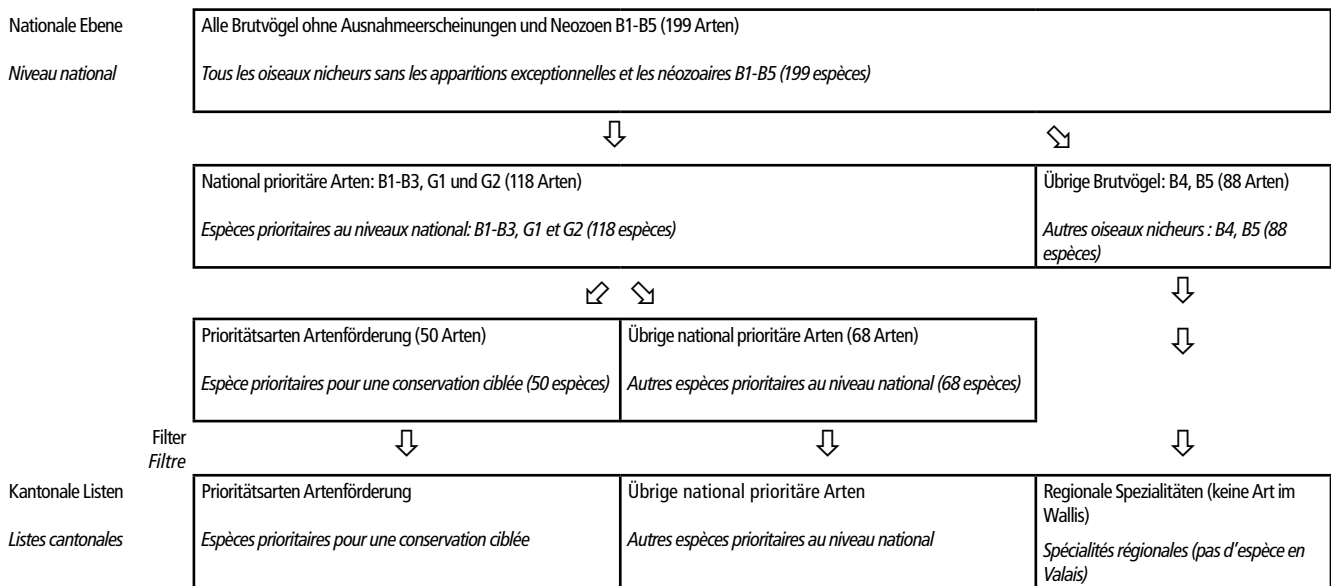 Nationale Ebene
Niveau national
Alle Brutvögel ohne Ausnahmeerscheinungen und Neozoen B1-B5 (199 Arten)
Tous les oiseaux nicheurs sans les apparitions exceptionnelles et les néozoaires B1-B5 (199 espèces)
National prioritäre Arten: B1-B3, G1 und G2 (118 Arten)
Espèces prioritaires au niveaux national: B1-B3, G1 et G2 (118 espèces)
Übrige Brutvögel: B4, B5 (88 Arten)
Autres oiseaux nicheurs : B4, B5 (88
espèces)
Prioritätsarten Artenförderung (50 Arten)
Espèce prioritaires pour une conservation ciblée (50 espèces)
Übrige national prioritäre Arten (68 Arten)
Autres espèces prioritaires au niveau national (68 espèces)
Filter
Filtre
Kantonale Listen
Listes cantonales
Prioritätsarten Artenförderung
Espèces prioritaires pour une conservation ciblée
Übrige national prioritäre Arten
Autres espèces prioritaires au niveau national
Regionale Spezialitäten (keine Art im
Wallis)
Spécialités régionales (pas d'espèce en
Valais)